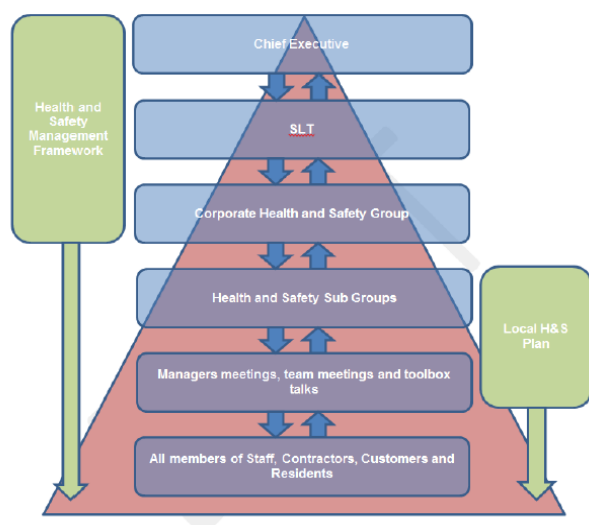 Chief Executive
Health and
Safety
Management
Framework
SLT
Corporate Health and Safety Group
Health and Safety Sub Groups
Local H&S
Plan
Managers meetings, team meetings and toolbox
talks
All members of Staff, Contractors, Customers and
Residents